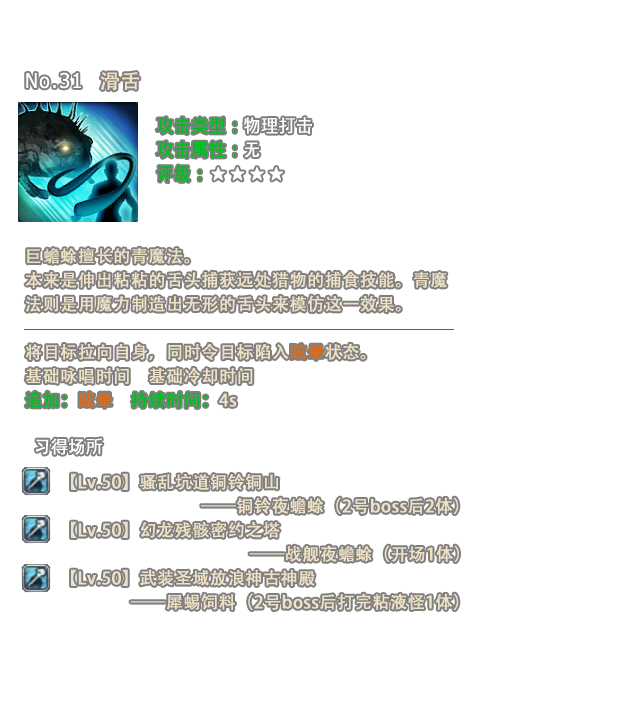 No.31 滑舌
攻击类型：物理打击
攻击属性：无
评级：☆☆☆☆
巨蟾蜍擅长的青魔法。
本来是伸出粘粘的舌头捕获远处猎物的捕食技能。青魔
法则是用魔力制造出无形的舌头来模仿这一效果。
将目标拉向自身，同时令目标陷入眩晕状态。
基础咏唱时间 基础冷却时间
追加：眩晕 持续时间：4s
习得场所
【Lv.50】骚乱坑道铜铃铜山
——铜铃夜蟾蜍（2号boss后2体）
【Lv.50】幻龙残骸密约之塔
——战舰夜蟾蜍（开场1体）
【Lv.50】武装圣域放浪神古神殿
——犀蜴饲料（2号boss后打完粘液怪1体）